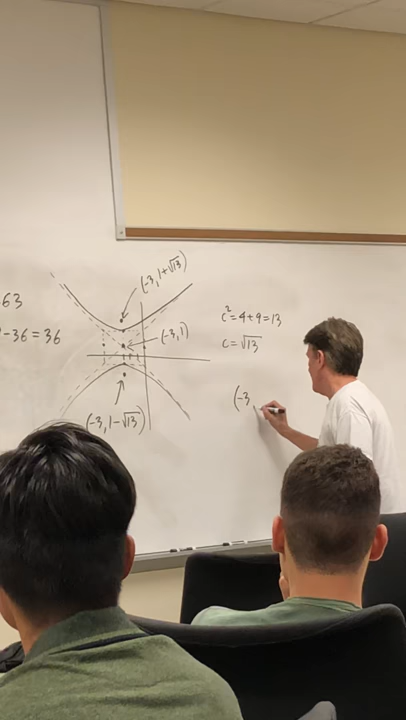 63
-36 = 36
(-3, 1+√13)
(-3, 1)
(-3, 1-√13)
c² = 4+9 = 13
c = √13
(-3,